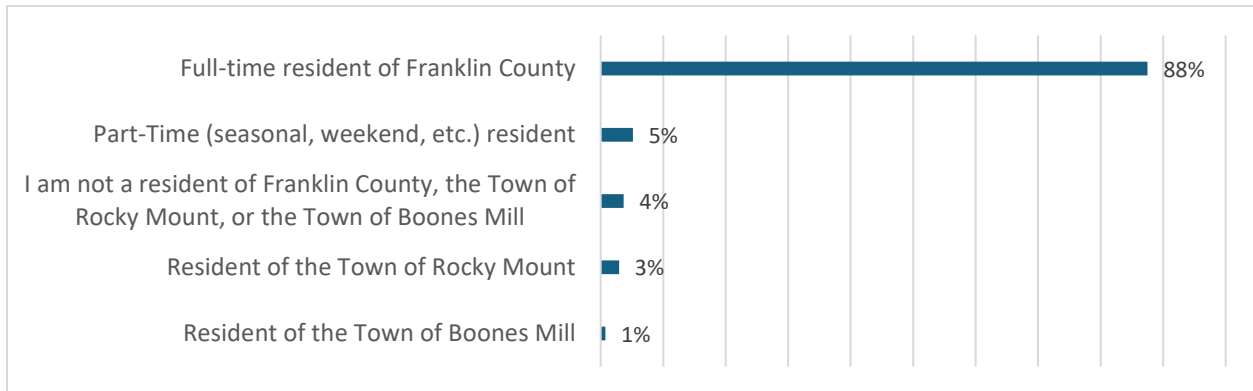 Full-time resident of Franklin County
88%
Part-Time (seasonal, weekend, etc.) resident
5%
I am not a resident of Franklin County, the Town of
Rocky Mount, or the Town of Boones Mill
4%
Resident of the Town of Rocky Mount
3%
Resident of the Town of Boones Mill
1%